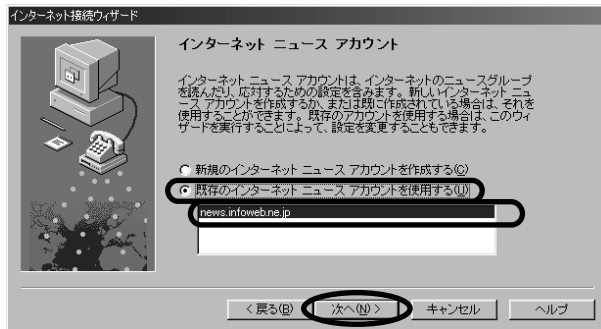 インターネット接続ウィザード
インターネット ニュース アカウント
インターネット ニュース アカウントは、インターネットのニュースグループ
を読んだり、応対するための設定を含みます。新しいインターネット ニュ
ース アカウントを作成するか、または既に作成されている場合は、それを
使用することができます。既存のアカウントを使用する場合は、このウィ
ザードを実行することによって、設定を変更することもできます。
新規のインターネット ニュース アカウントを作成する(C)
既存のインターネット ニュース アカウントを使用する(U)
news.infoweb.ne.jp
< 戻る(B)
次へ(N) >
キャンセル
ヘルプ